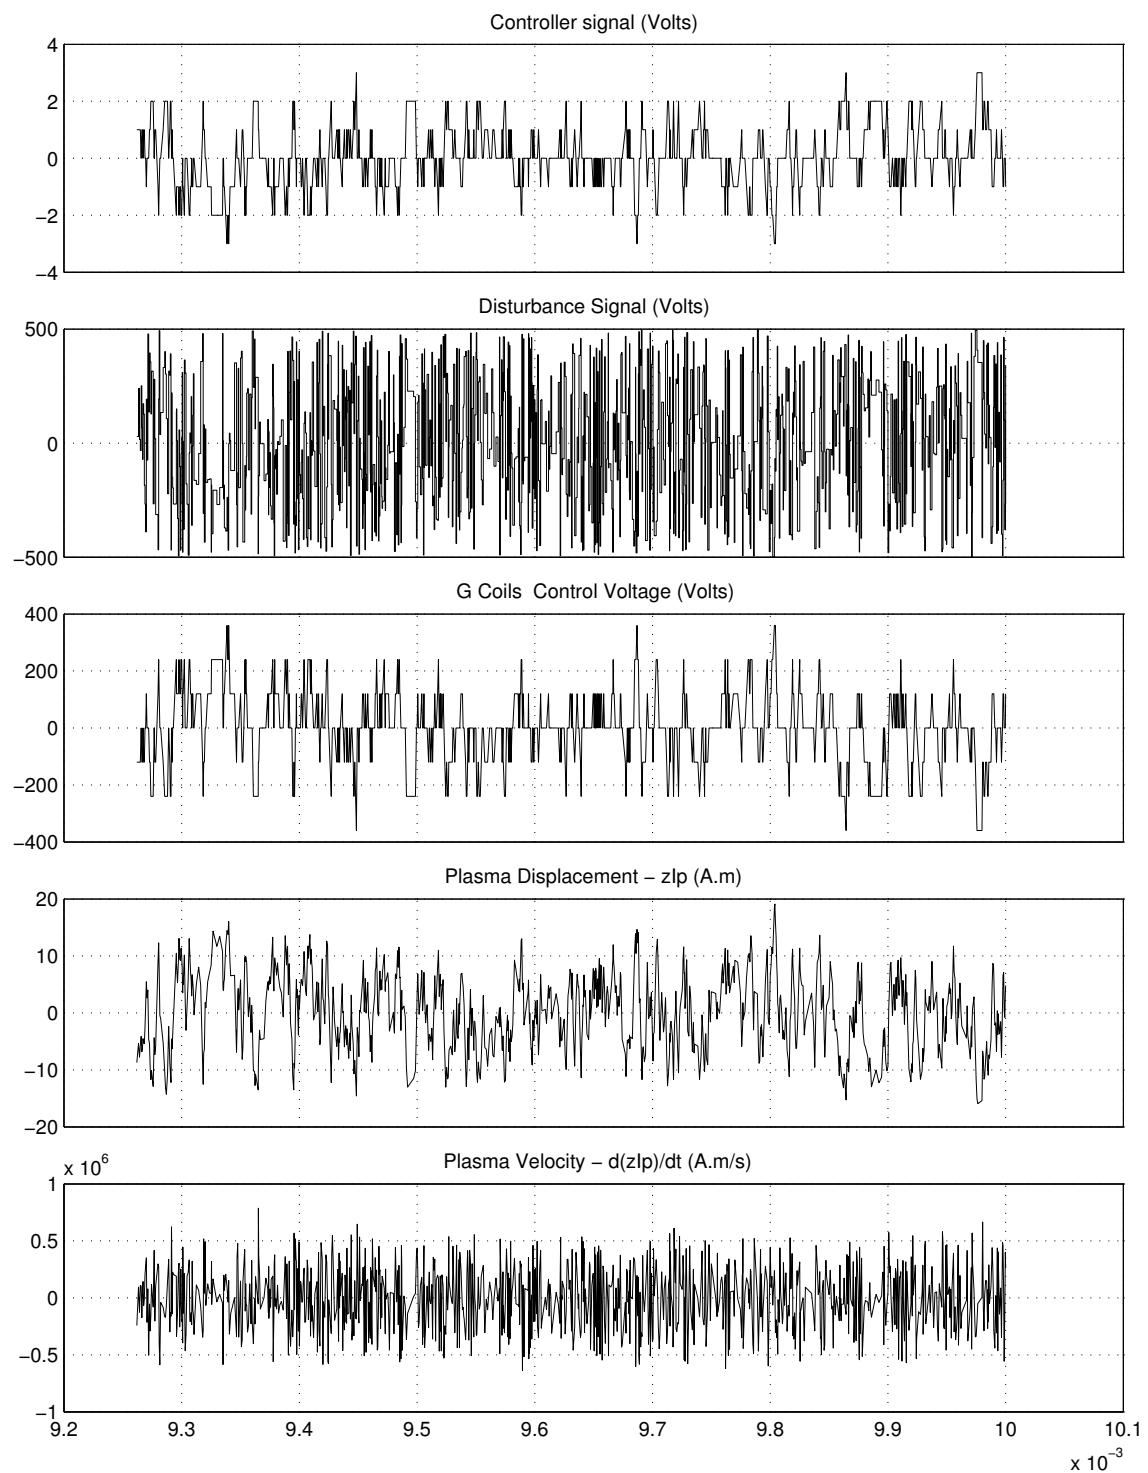 Controller signal (Volts)
4
2
0
−2
−4
Disturbance Signal (Volts)
500
0
−500
G Coils  Control Voltage (Volts)
400
200
0
−200
−400
Plasma Displacement − zIp (A.m)
20
10
0
−10
−20
Plasma Velocity − d(zIp)/dt (A.m/s)
x 10^6
1
0.5
0
−0.5
−1
9.2 9.3 9.4 9.5 9.6 9.7 9.8 9.9 10 10.1
x 10^−3